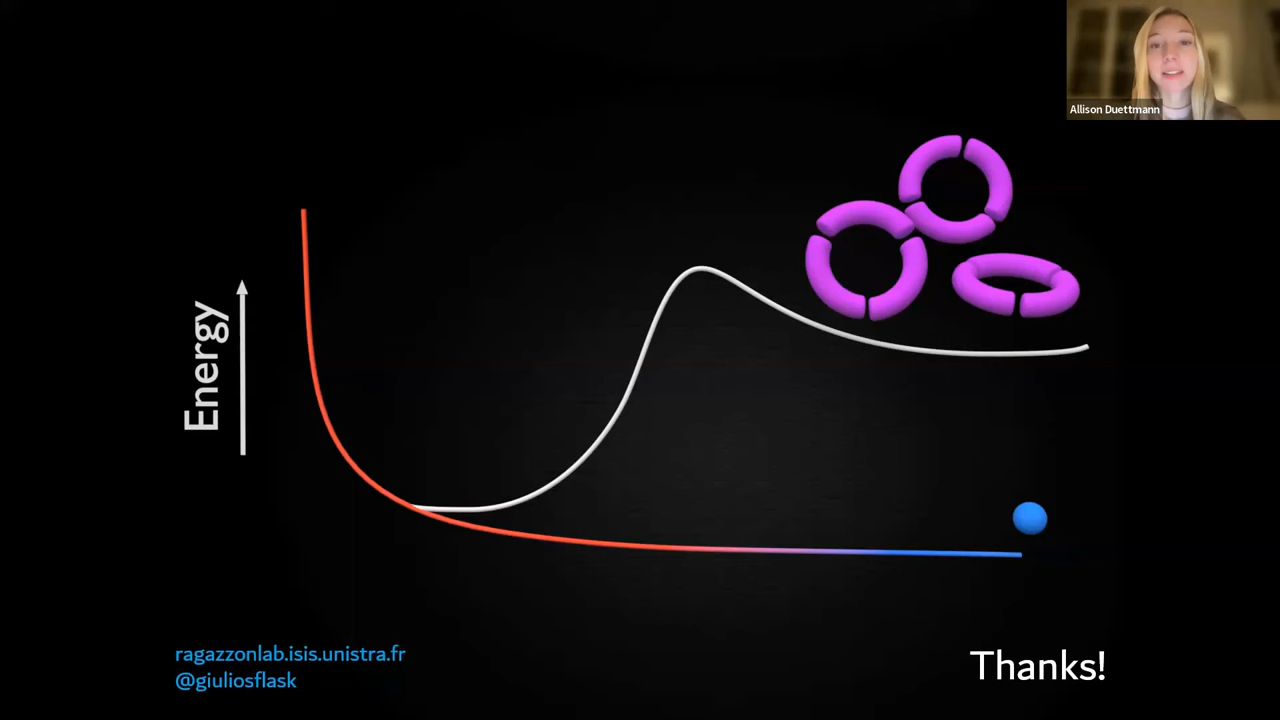 Allison Duettmann
Energy
ragazzonlab.isis.unistra.fr
@giuliosflask
Thanks!